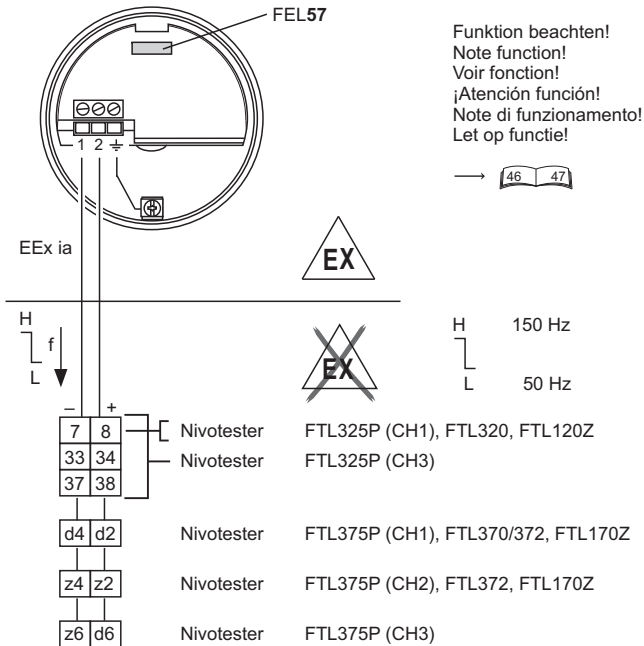 FEL57
Funktion beachten!
Note function!
Voir fonction!
¡Atención función!
Note di funzionamento!
Let op functie!
46 47
1 2
EEx ia
EX
H
f
L
EX
H 150 Hz
L 50 Hz
– +
7 8 Nivotester FTL325P (CH1), FTL320, FTL120Z
33 34 Nivotester FTL325P (CH3)
37 38
d4 d2 Nivotester FTL375P (CH1), FTL370/372, FTL170Z
z4 z2 Nivotester FTL375P (CH2), FTL372, FTL170Z
z6 d6 Nivotester FTL375P (CH3)